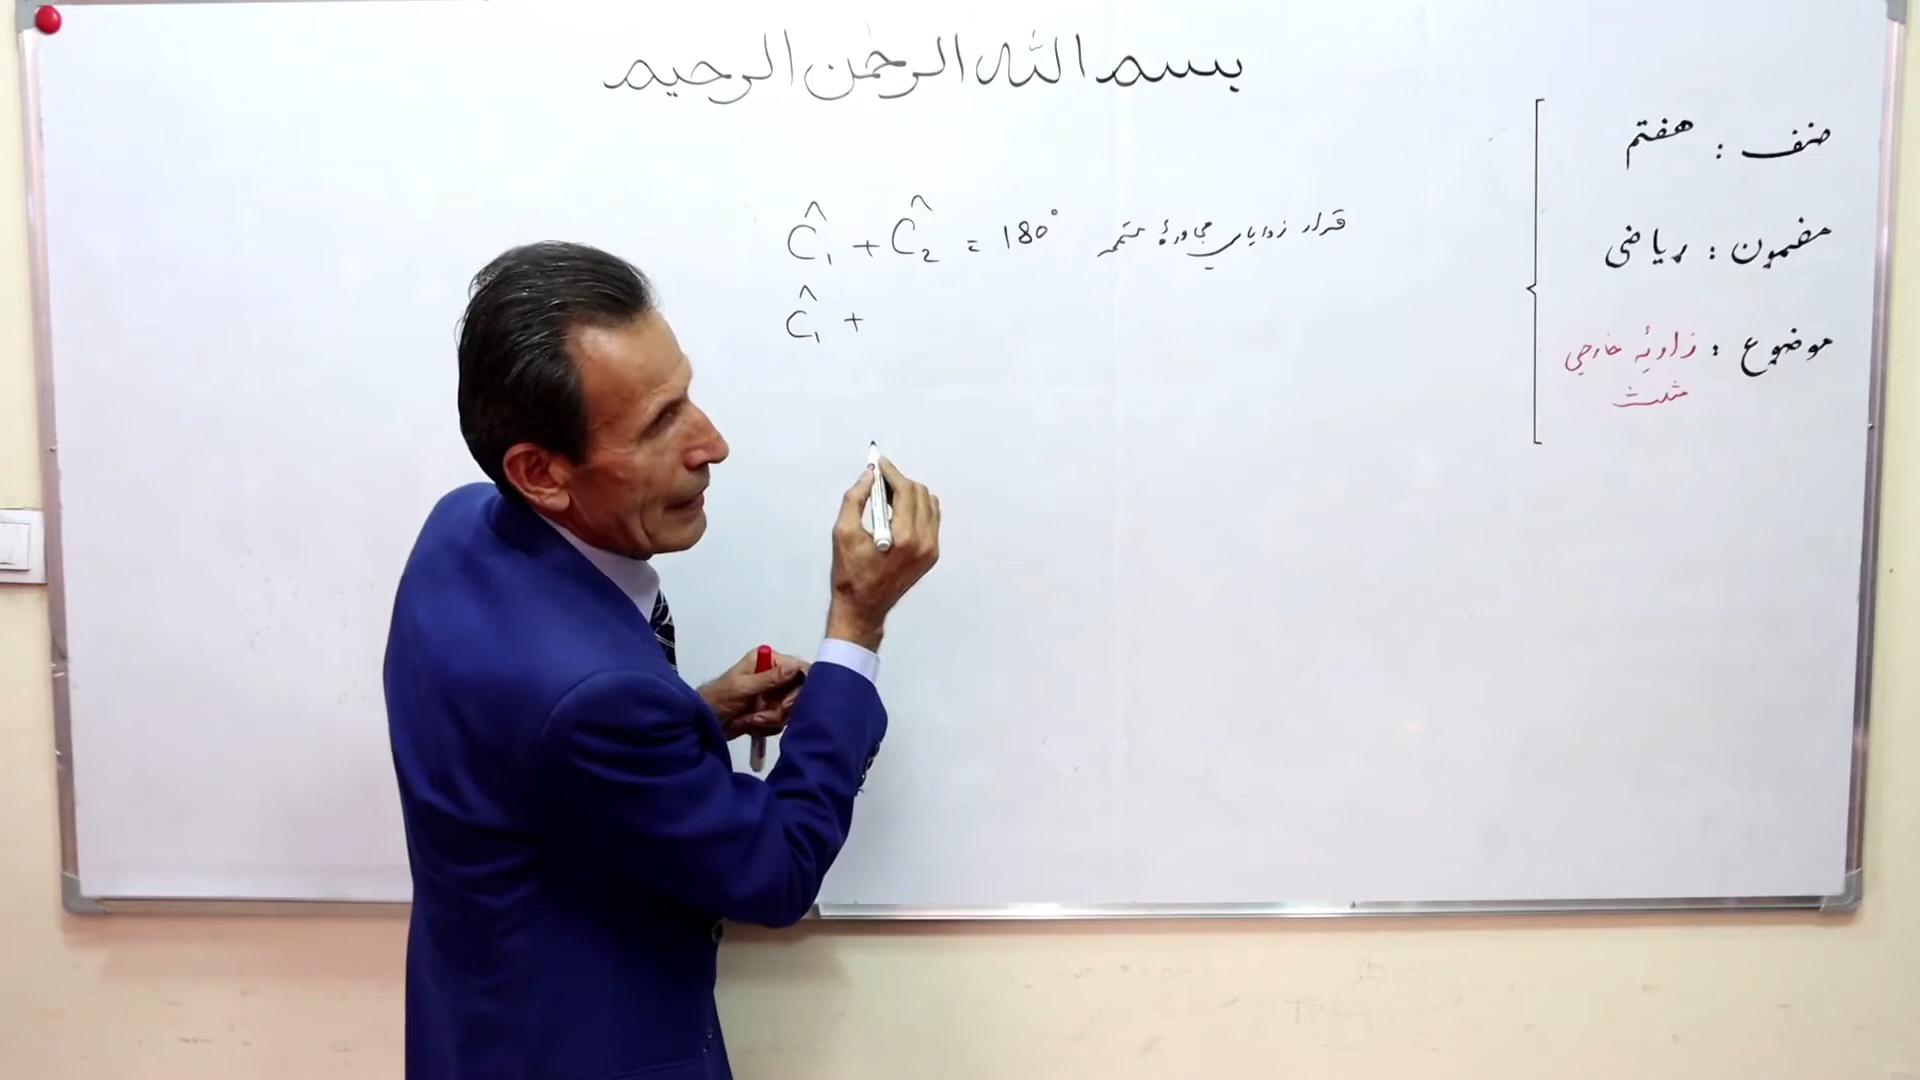 بسم الله الرحمن الرحیم
صنف : هفتم
مضمون : ریاضی
موضوع : زاویهٔ خارجی
مثلث
Ĉ₁ + Ĉ₂ = 180° قرار زوایای مجاورهٔ متممه
Ĉ₁ +